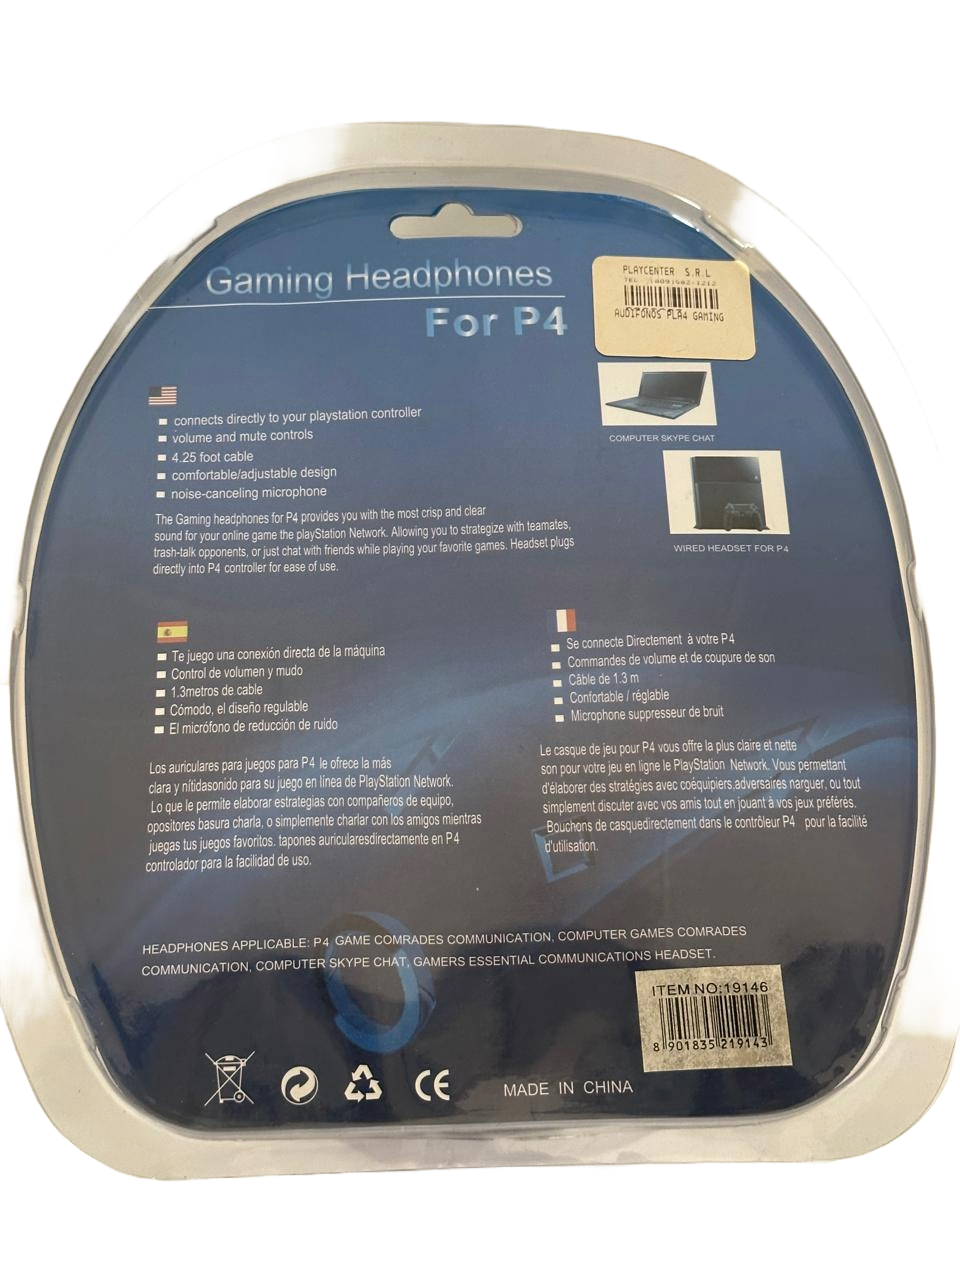 Gaming Headphones
For P4
PLAYCENTER S.R.L
AUDIFONOS PLA4 GAMING
COMPUTER SKYPE CHAT
WIRED HEADSET FOR P4
connects directly to your playstation controller
volume and mute controls
4.25 foot cable
comfortable/adjustable design
noise-canceling microphone
The Gaming headphones for P4 provides you with the most crisp and clear
sound for your online game the playStation Network. Allowing you to strategize with teammates,
trash-talk opponents, or just chat with friends while playing your favorite games. Headset plugs
directly into P4 controller for ease of use.
Te juego una conexión directa de la máquina
Control de volumen y mudo
1.3metros de cable
Cómodo, el diseño regulable
El micrófono de reducción de ruido
Los auriculares para juegos para P4 le ofrece la más
clara y nítidasonido para su juego en línea de PlayStation Network.
Lo que le permite elaborar estrategias con compañeros de equipo,
opositores basura charla, o simplemente charlar con los amigos mientras
juegas tus juegos favoritos. tapones auricularesdirectamente en P4
controlador para la facilidad de uso.
Se connecte Directement à votre P4
Commandes de volume et de coupure de son
Câble de 1.3 m
Confortable / réglable
Microphone suppresseur de bruit
Le casque de jeu pour P4 vous offre la plus claire et nette
son pour votre jeu en ligne le PlayStation Network. Vous permettant
d'élaborer des stratégies avec coéquipiers,adversaires narguer, ou tout
simplement discuter avec vos amis tout en jouant à vos jeux préférés.
Bouchons de casquedirectement dans le contrôleur P4 pour la facilité
d'utilisation.
HEADPHONES APPLICABLE: P4 GAME COMRADES COMMUNICATION, COMPUTER GAMES COMRADES
COMMUNICATION, COMPUTER SKYPE CHAT, GAMERS ESSENTIAL COMMUNICATIONS HEADSET.
ITEM NO:19146
8 901835 219143
CE
MADE IN CHINA